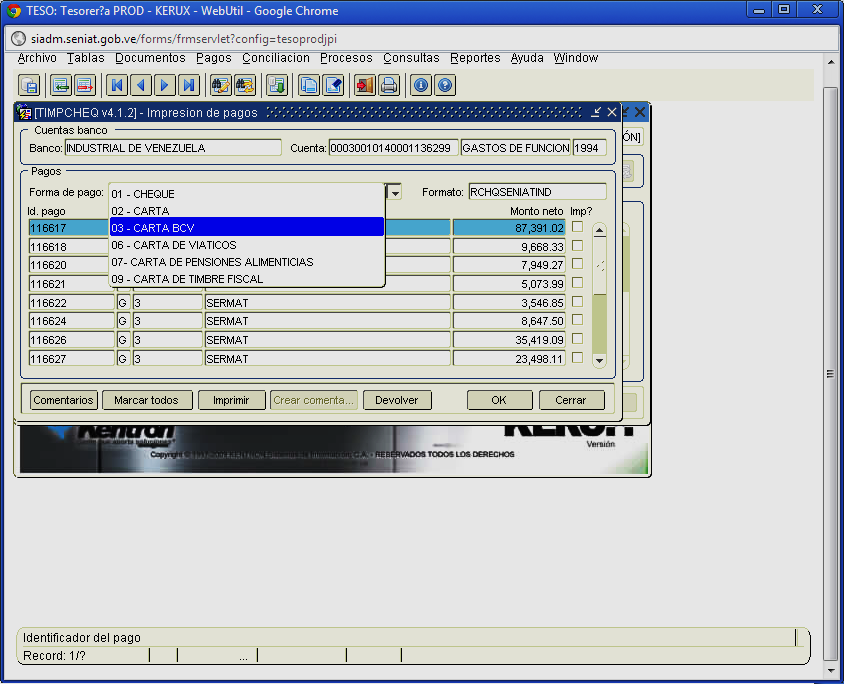 TESO: Tesorer?a PROD - KERUX - WebUtil - Google Chrome
siadm.seniat.gob.ve/forms/frmservlet?config=tesoprodjpi
Archivo Tablas Documentos Pagos Conciliacion Procesos Consultas Reportes Ayuda Window
[TIMPCHEQ v4.1.2] - Impresion de pagos
Cuentas banco
Banco: INDUSTRIAL DE VENEZUELA Cuenta: 00030010140001136299 GASTOS DE FUNCION 1994
ÓN]
Pagos
Forma de pago: Formato: RCHQSENIATIND
01 - CHEQUE
02 - CARTA
03 - CARTA BCV
06 - CARTA DE VIATICOS
07- CARTA DE PENSIONES ALIMENTICIAS
09 - CARTA DE TIMBRE FISCAL
Id. pago Monto neto Imp?
116617 87,391.02
116618 9,668.33
116620 7,949.27
116621 5,073.99
116622 G 3 SERMAT 3,546.85
116624 G 3 SERMAT 8,647.50
116626 G 3 SERMAT 35,419.09
116627 G 3 SERMAT 23,498.11
Comentarios Marcar todos Imprimir Crear comenta... Devolver OK Cerrar
Kentron KERUX
Versión
RESERVADOS TODOS LOS DERECHOS
Identificador del pago
Record: 1/? ...